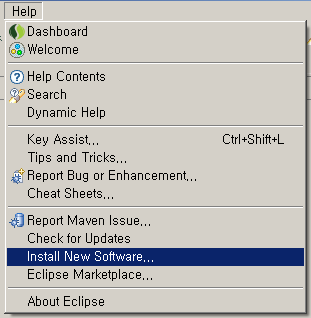 Help
Dashboard
Welcome
Help Contents
Search
Dynamic Help
Key Assist... Ctrl+Shift+L
Tips and Tricks...
Report Bug or Enhancement...
Cheat Sheets...
Report Maven Issue...
Check for Updates
Install New Software...
Eclipse Marketplace...
About Eclipse